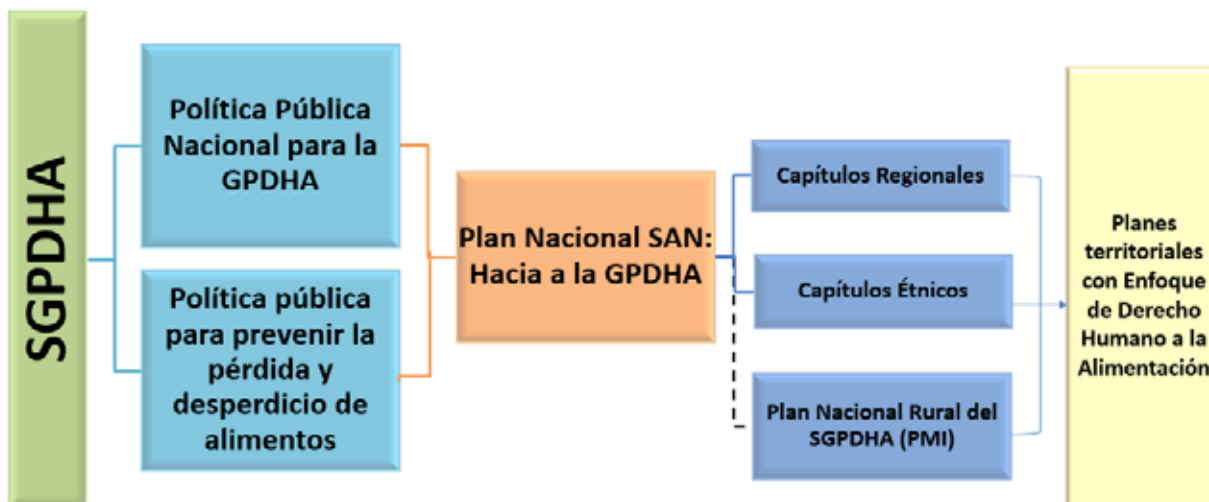 SGPDHA
Política Pública
Nacional para la
GPDHA
Política pública
para prevenir la
pérdida y
desperdicio de
alimentos
Plan Nacional SAN:
Hacia a la GPDHA
Capítulos Regionales
Capítulos Étnicos
Plan Nacional Rural del
SGPDHA (PMI)
Planes
territoriales
con Enfoque
de Derecho
Humano a la
Alimentación